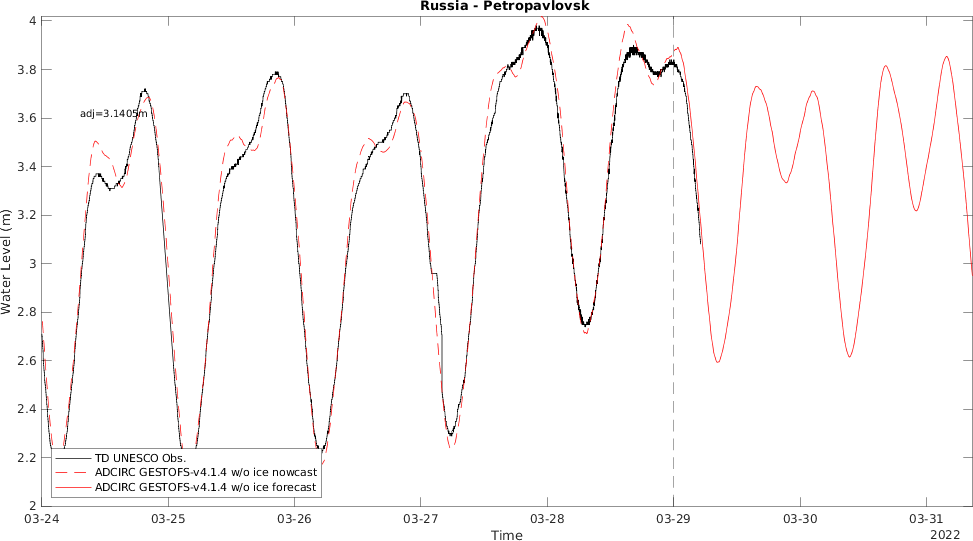 Russia - Petropavlovsk
4
3.8
3.6
3.4
3.2
3
2.8
2.6
2.4
2.2
2
Water Level (m)
adj=3.1405m
TD UNESCO Obs.
ADCIRC GESTOFS-v4.1.4 w/o ice nowcast
ADCIRC GESTOFS-v4.1.4 w/o ice forecast
03-24 03-25 03-26 03-27 03-28 03-29 03-30 03-31
Time
2022